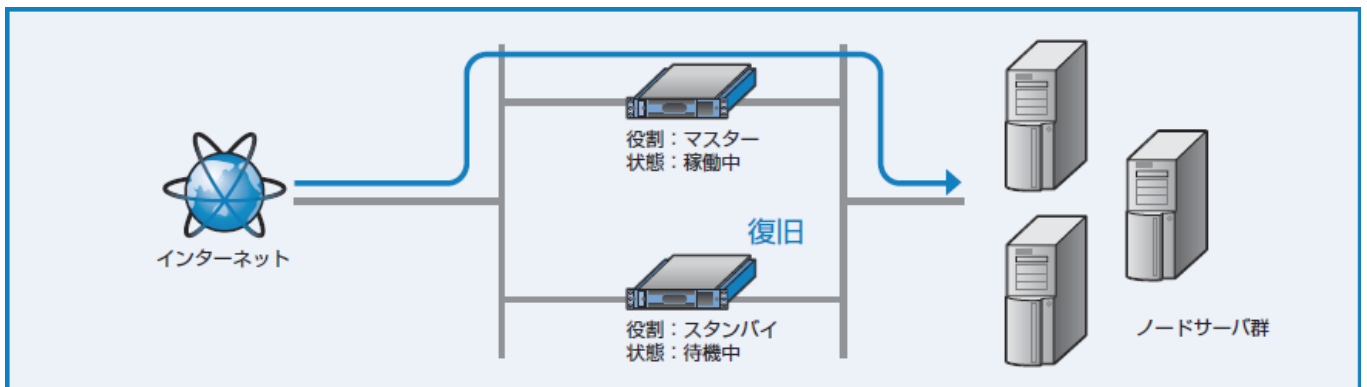 役割：マスター
状態：稼働中
復旧
インターネット
役割：スタンバイ
状態：待機中
ノードサーバ群